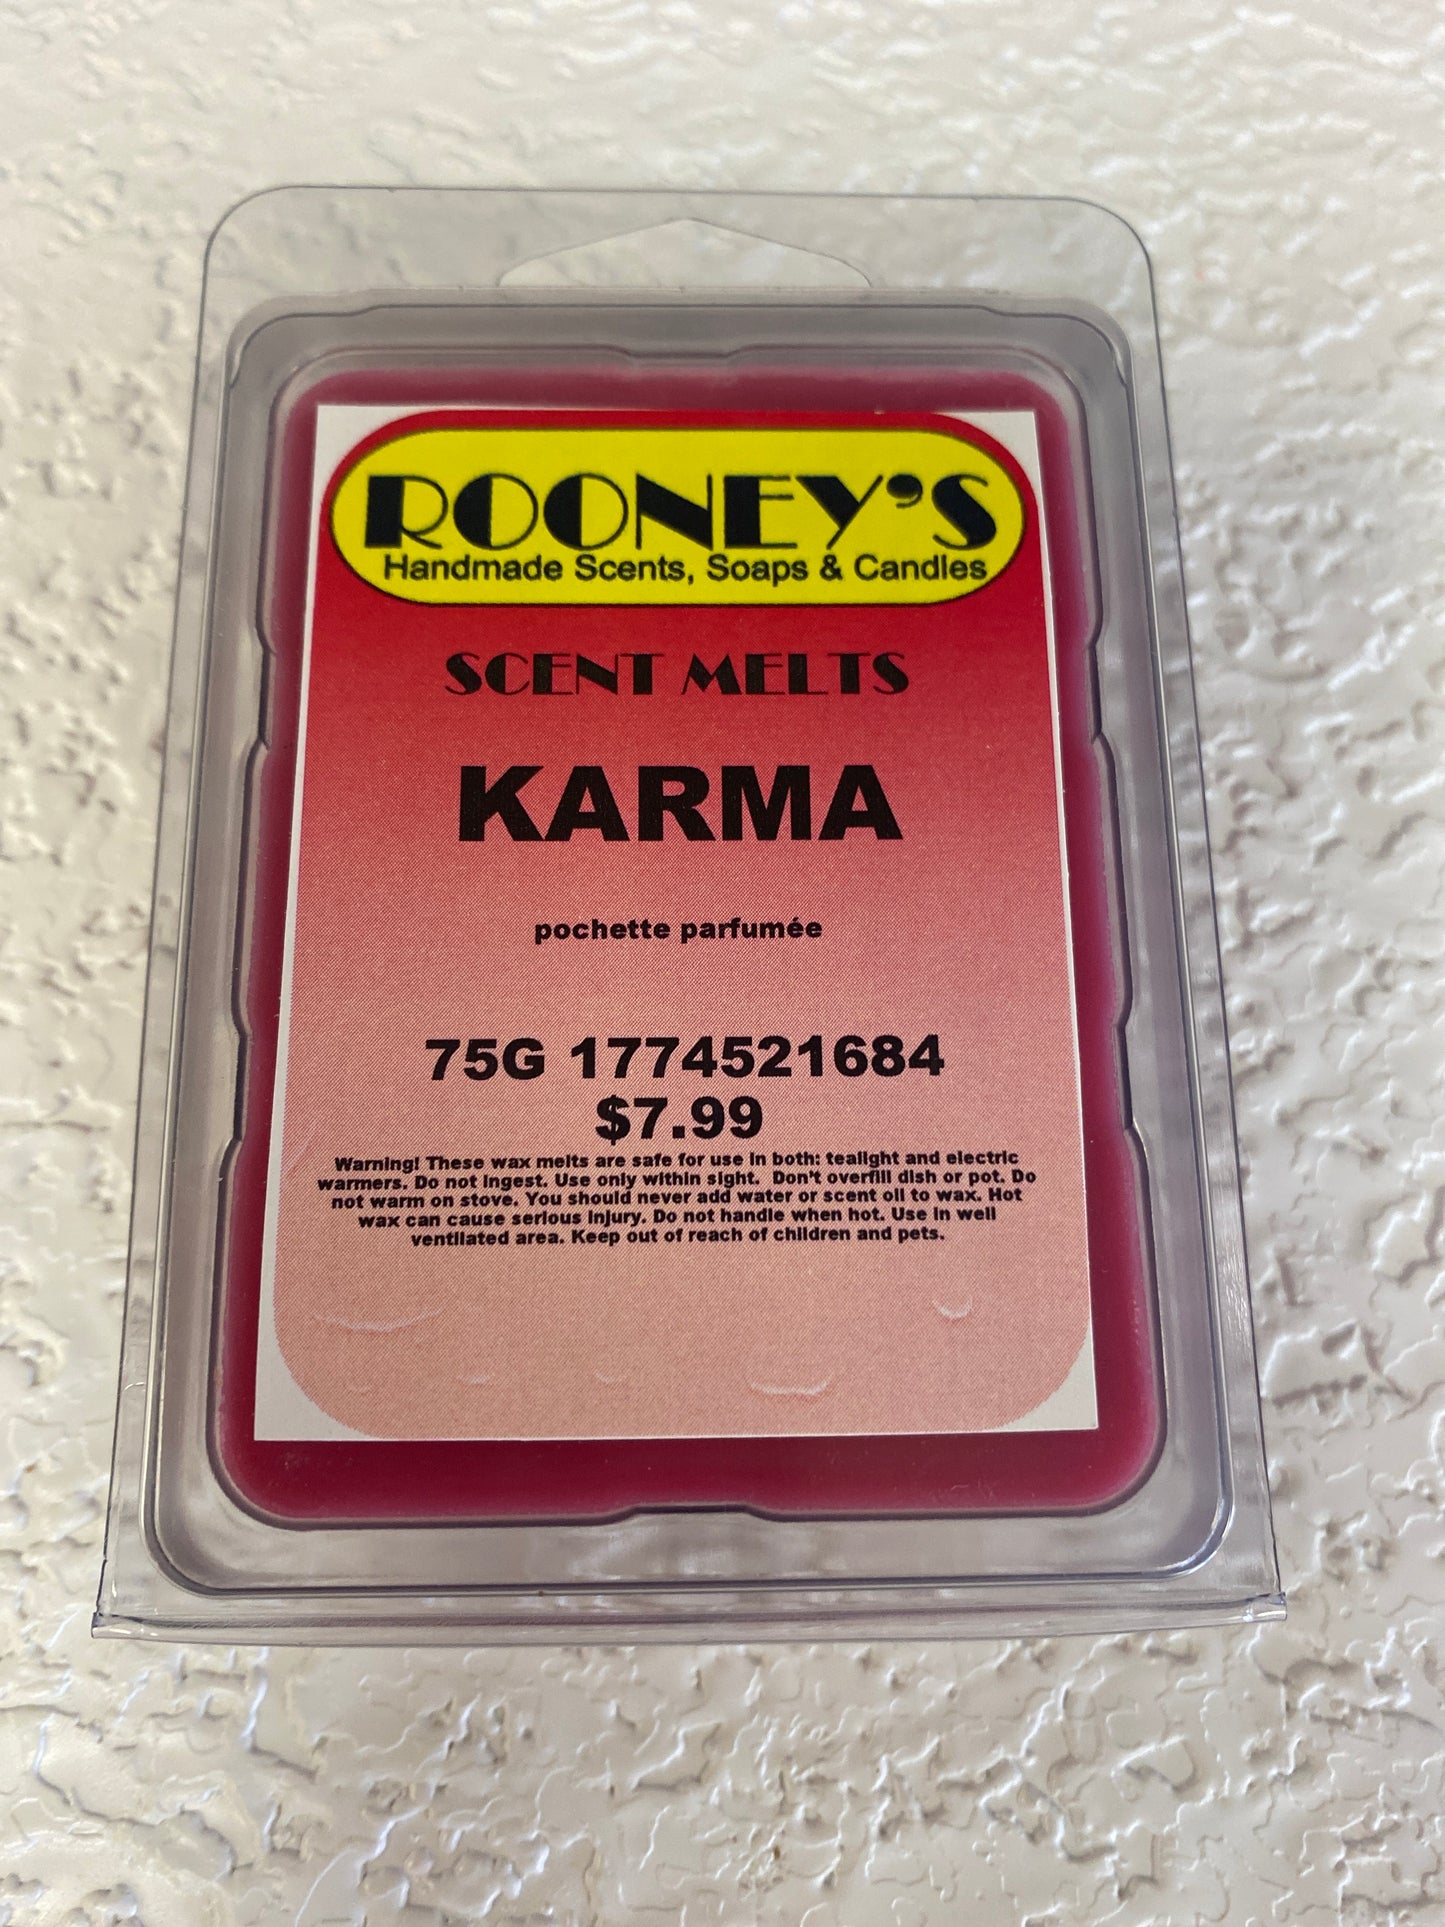 ROONEY'S
Handmade Scents, Soaps & Candles
SCENT MELTS
KARMA
pochette parfumée
75G 1774521684
$7.99
Warning! These wax melts are safe for use in both: tealight and electric
warmers. Do not ingest. Use only within sight.  Don't overfill dish or pot. Do
not warm on stove. You should never add water or scent oil to wax. Hot
wax can cause serious injury. Do not handle when hot. Use in well
ventilated area. Keep out of reach of children and pets.